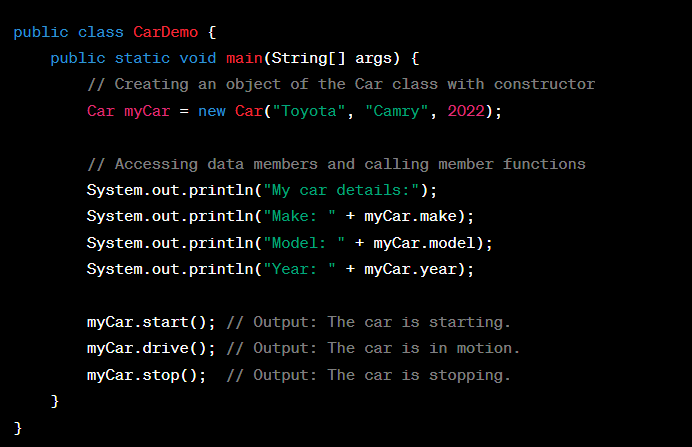 public class CarDemo {
    public static void main(String[] args) {
        // Creating an object of the Car class with constructor
        Car myCar = new Car("Toyota", "Camry", 2022);

        // Accessing data members and calling member functions
        System.out.println("My car details:");
        System.out.println("Make: " + myCar.make);
        System.out.println("Model: " + myCar.model);
        System.out.println("Year: " + myCar.year);

        myCar.start(); // Output: The car is starting.
        myCar.drive(); // Output: The car is in motion.
        myCar.stop();  // Output: The car is stopping.
    }
}